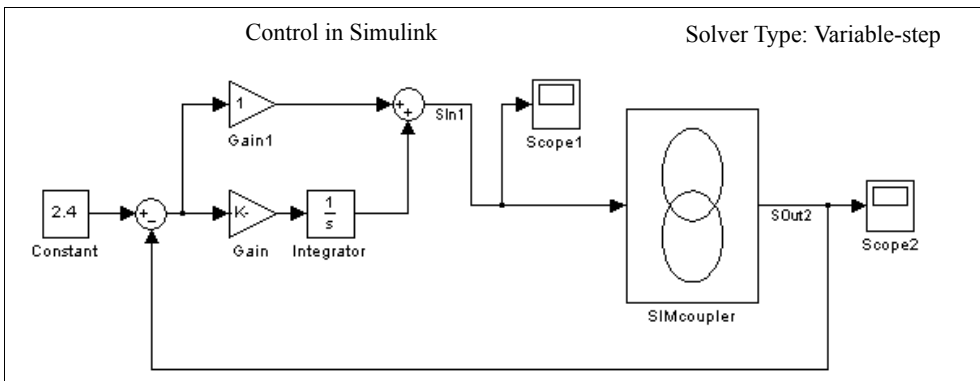 Control in Simulink
Solver Type: Variable-step
1
Gain1
+
+
SIn1
Scope1
2.4
Constant
+
−
K-
Gain
1
s
Integrator
SIMcoupler
SOut2
Scope2